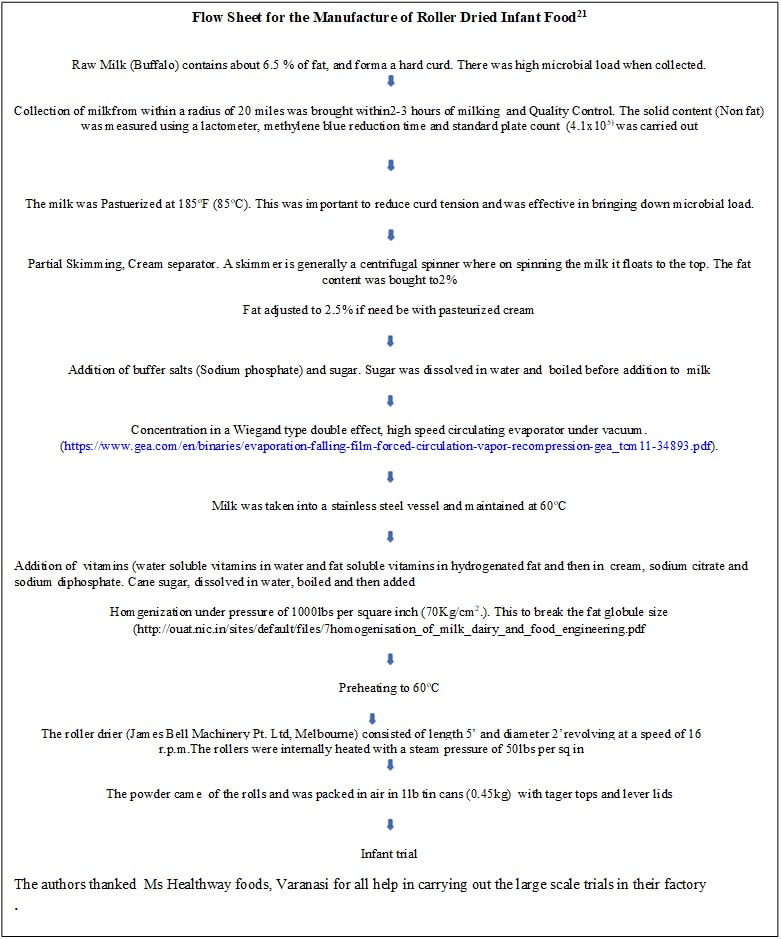 Flow Sheet for the Manufacture of Roller Dried Infant Food21
Raw Milk (Buffalo) contains about 6.5 % of fat, and forma a hard curd. There was high microbial load when collected.
Collection of milkfrom within a radius of 20 miles was brought within2-3 hours of milking and Quality Control. The solid content (Non fat)
was measured using a lactometer, methylene blue reduction time and standard plate count (4.1x10⁵⁾ was carried out
The milk was Pastuerized at 185°F (85°C). This was important to reduce curd tension and was effective in bringing down microbial load.
Partial Skimming, Cream separator. A skimmer is generally a centrifugal spinner where on spinning the milk it floats to the top. The fat
content was bought to2%
Fat adjusted to 2.5% if need be with pasteurized cream
Addition of buffer salts (Sodium phosphate) and sugar. Sugar was dissolved in water and boiled before addition to milk
Concentration in a Wiegand type double effect, high speed circulating evaporator under vacuum.
(https://www.gea.com/en/binaries/evaporation-falling-film-forced-circulation-vapor-recompression-gea_tcm11-34893.pdf).
Milk was taken into a stainless steel vessel and maintained at 60°C
Addition of vitamins (water soluble vitamins in water and fat soluble vitamins in hydrogenated fat and then in cream, sodium citrate and
sodium diphosphate. Cane sugar, dissolved in water, boiled and then added
Homgenization under pressure of 1000lbs per square inch (70Kg/cm².). This to break the fat globule size
(http://ouat.nic.in/sites/default/files/7homogenisation_of_milk_dairy_and_food_engineering.pdf
Preheating to 60°C
The roller drier (James Bell Machinery Pt. Ltd, Melbourne) consisted of length 5’ and diameter 2’revolving at a speed of 16
r.p.m.The rollers were internally heated with a steam pressure of 50lbs per sq in
The powder came of the rolls and was packed in air in 1lb tin cans (0.45kg) with tager tops and lever lids
Infant trial
The authors thanked Ms Healthway foods, Varanasi for all help in carrying out the large scale trials in their factory
.